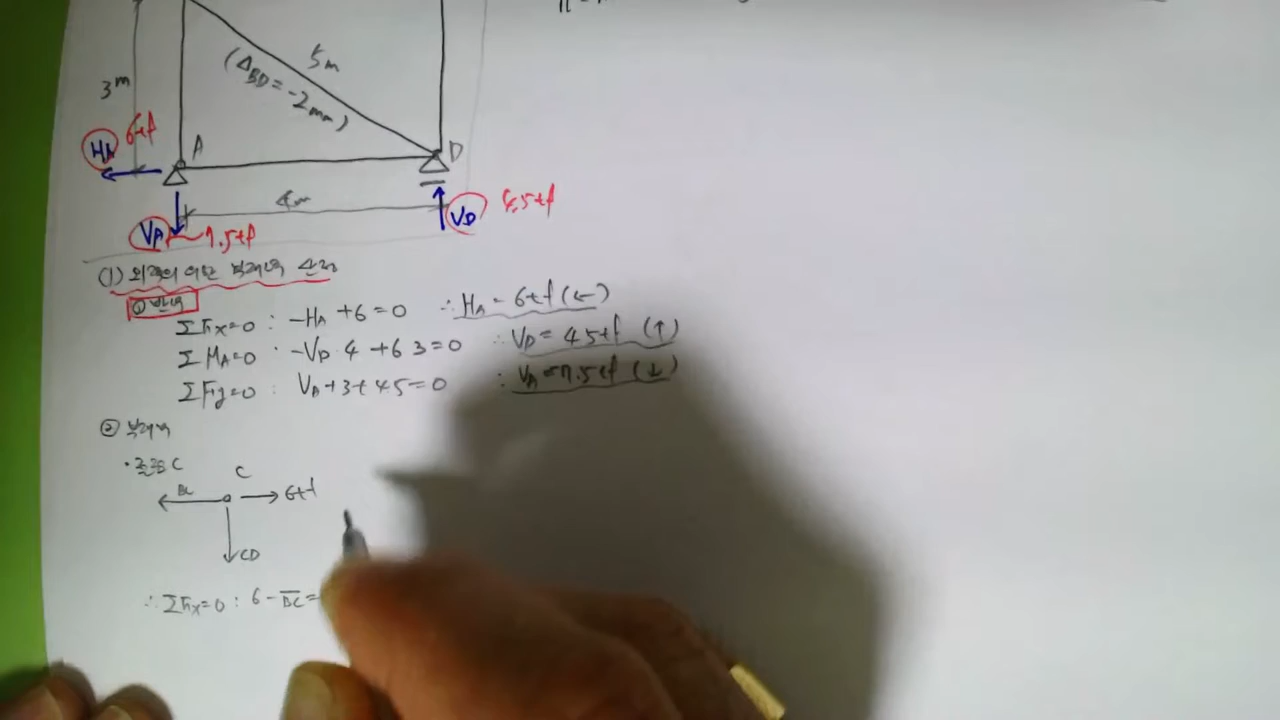 5m
(Δ_BD = -2mm)
3m
A
D
H_A 6tf
4m
V_A 7.5tf
V_D 4.5tf
(1) 외력에 의한 부재력 산정
① 반력
ΣFx=0 : -H_A +6=0 ∴ H_A = 6tf (←)
ΣM_A=0 : -V_D·4 +6·3=0 ∴ V_D = 4.5tf (↑)
ΣFy=0 : V_A+3+4.5=0 : V_A=7.5tf (↓)
② 부재력
· 절점 C
C
BC
6tf
CD
∴ ΣFx=0 : 6-BC=